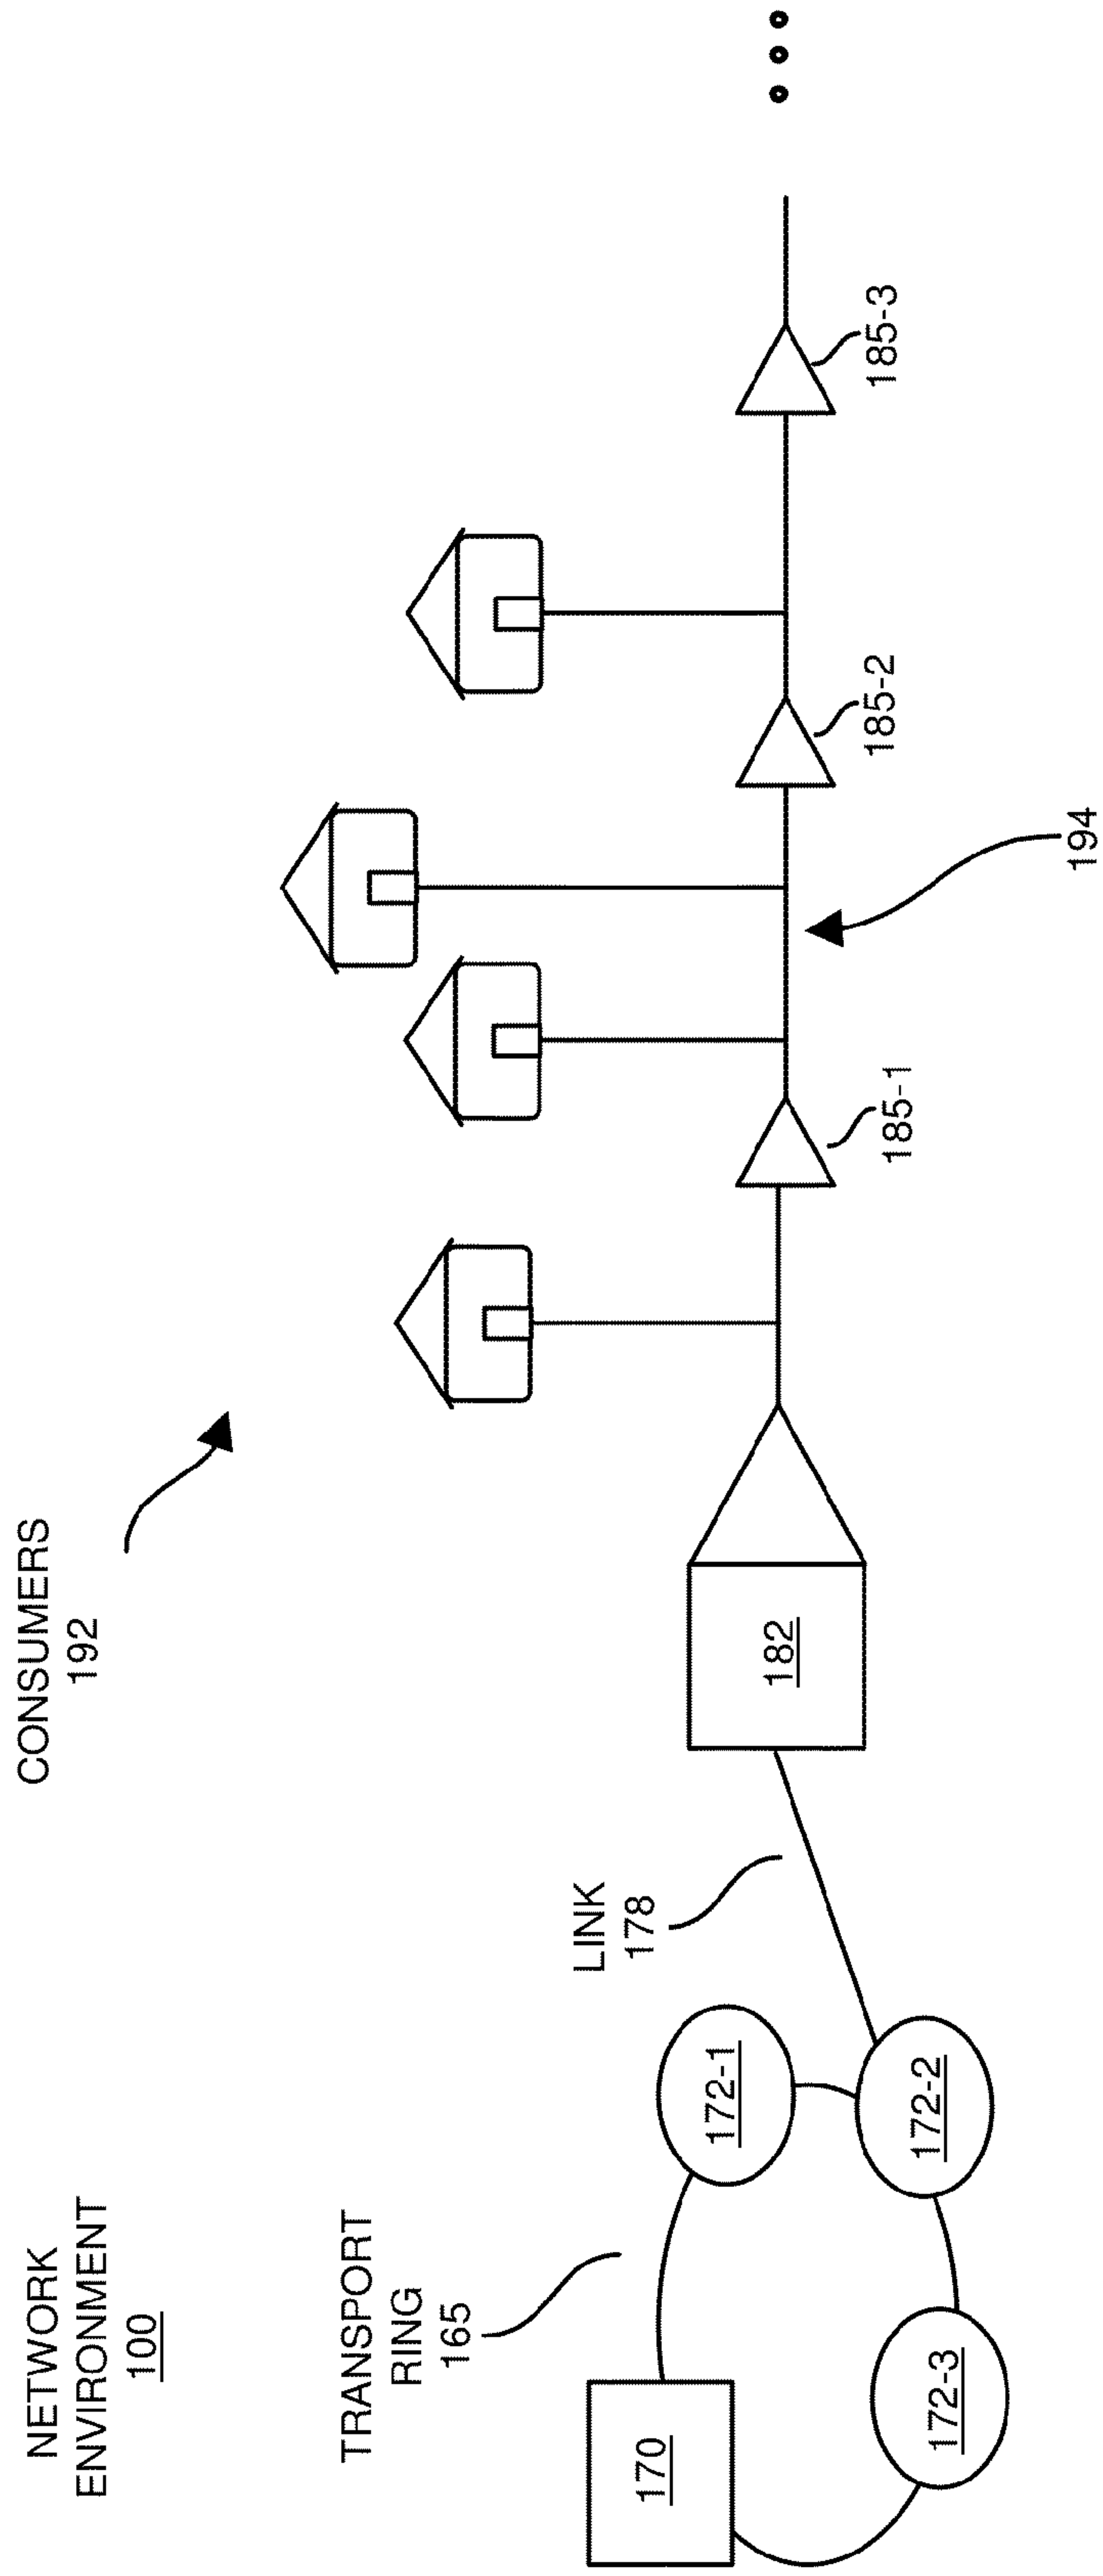 NETWORK
ENVIRONMENT
100
CONSUMERS
192
TRANSPORT
RING
165
LINK
178
170
172-1
172-2
172-3
182
185-1
185-2
185-3
194